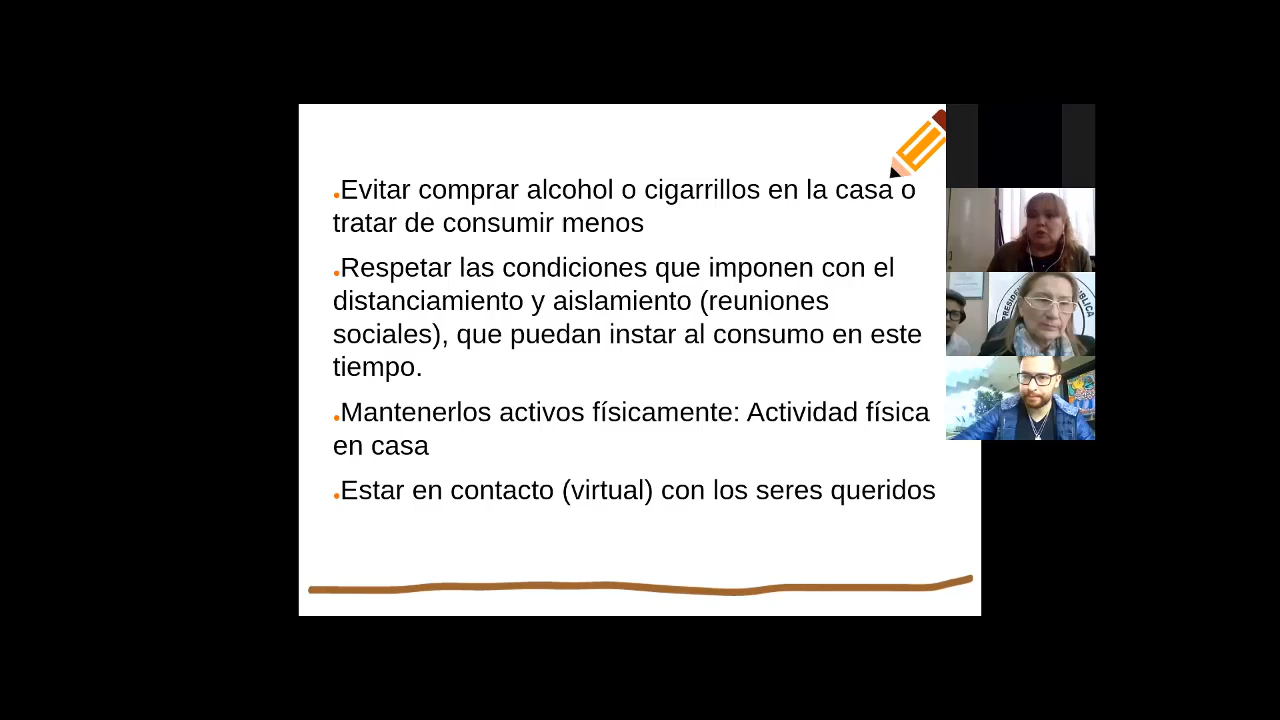 .Evitar comprar alcohol o cigarrillos en la casa o
tratar de consumir menos
.Respetar las condiciones que imponen con el
distanciamiento y aislamiento (reuniones
sociales), que puedan instar al consumo en este
tiempo.
.Mantenerlos activos físicamente: Actividad física
en casa
.Estar en contacto (virtual) con los seres queridos